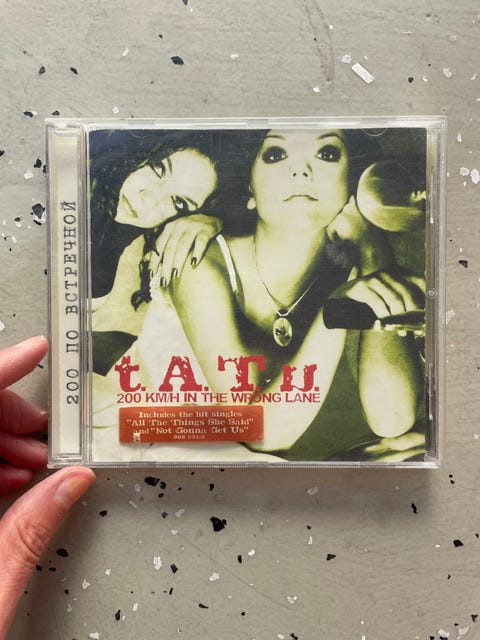 200 ПО ВСТРЕЧНОЙ
t.A.T.u.
200 KM/H IN THE WRONG LANE
Includes the hit singles
"All The Things She Said"
and "Not Gonna Get Us"